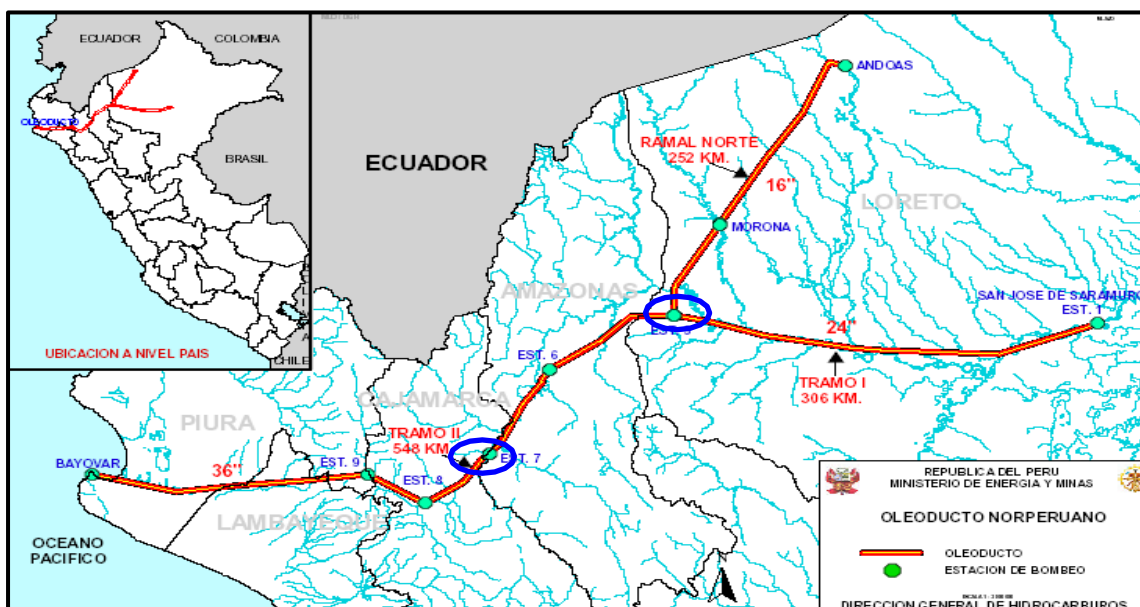 ECUADOR
COLOMBIA
OLEODUCTO
BRASIL
CHILE
UBICACION A NIVEL PAIS
ECUADOR
ANDOAS
RAMAL NORTE
252 KM.
16"
LORETO
MORONA
AMAZONAS
SAN JOSE DE SARAMURO
EST. 1
24"
TRAMO I
306 KM.
EST. 6
CAJAMARCA
PIURA
TRAMO II
548 KM.
EST. 7
BAYOVAR
36"
EST. 9
EST. 8
LAMBAYEQUE
OCEANO
PACIFICO
REPUBLICA DEL PERU
MINISTERIO DE ENERGIA Y MINAS
OLEODUCTO NORPERUANO
OLEODUCTO
ESTACION DE BOMBEO
DIRECCION GENERAL DE HIDROCARBUROS